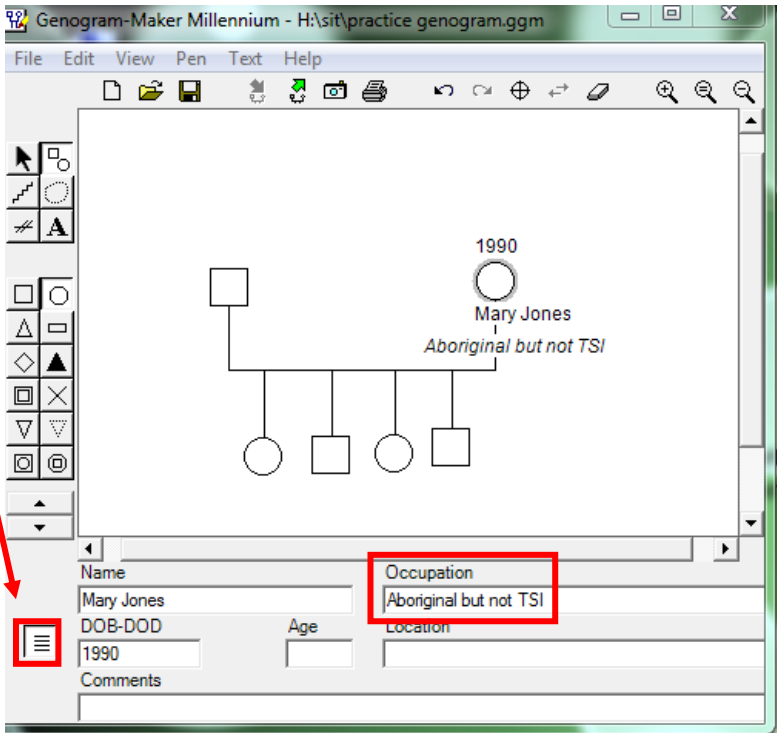 Genogram-Maker Millennium - H:\sit\practice genogram.ggm
File Edit View Pen Text Help
A
1990
Mary Jones
Aboriginal but not TSI
Name Occupation
Mary Jones Aboriginal but not TSI
DOB-DOD Age Location
1990
Comments